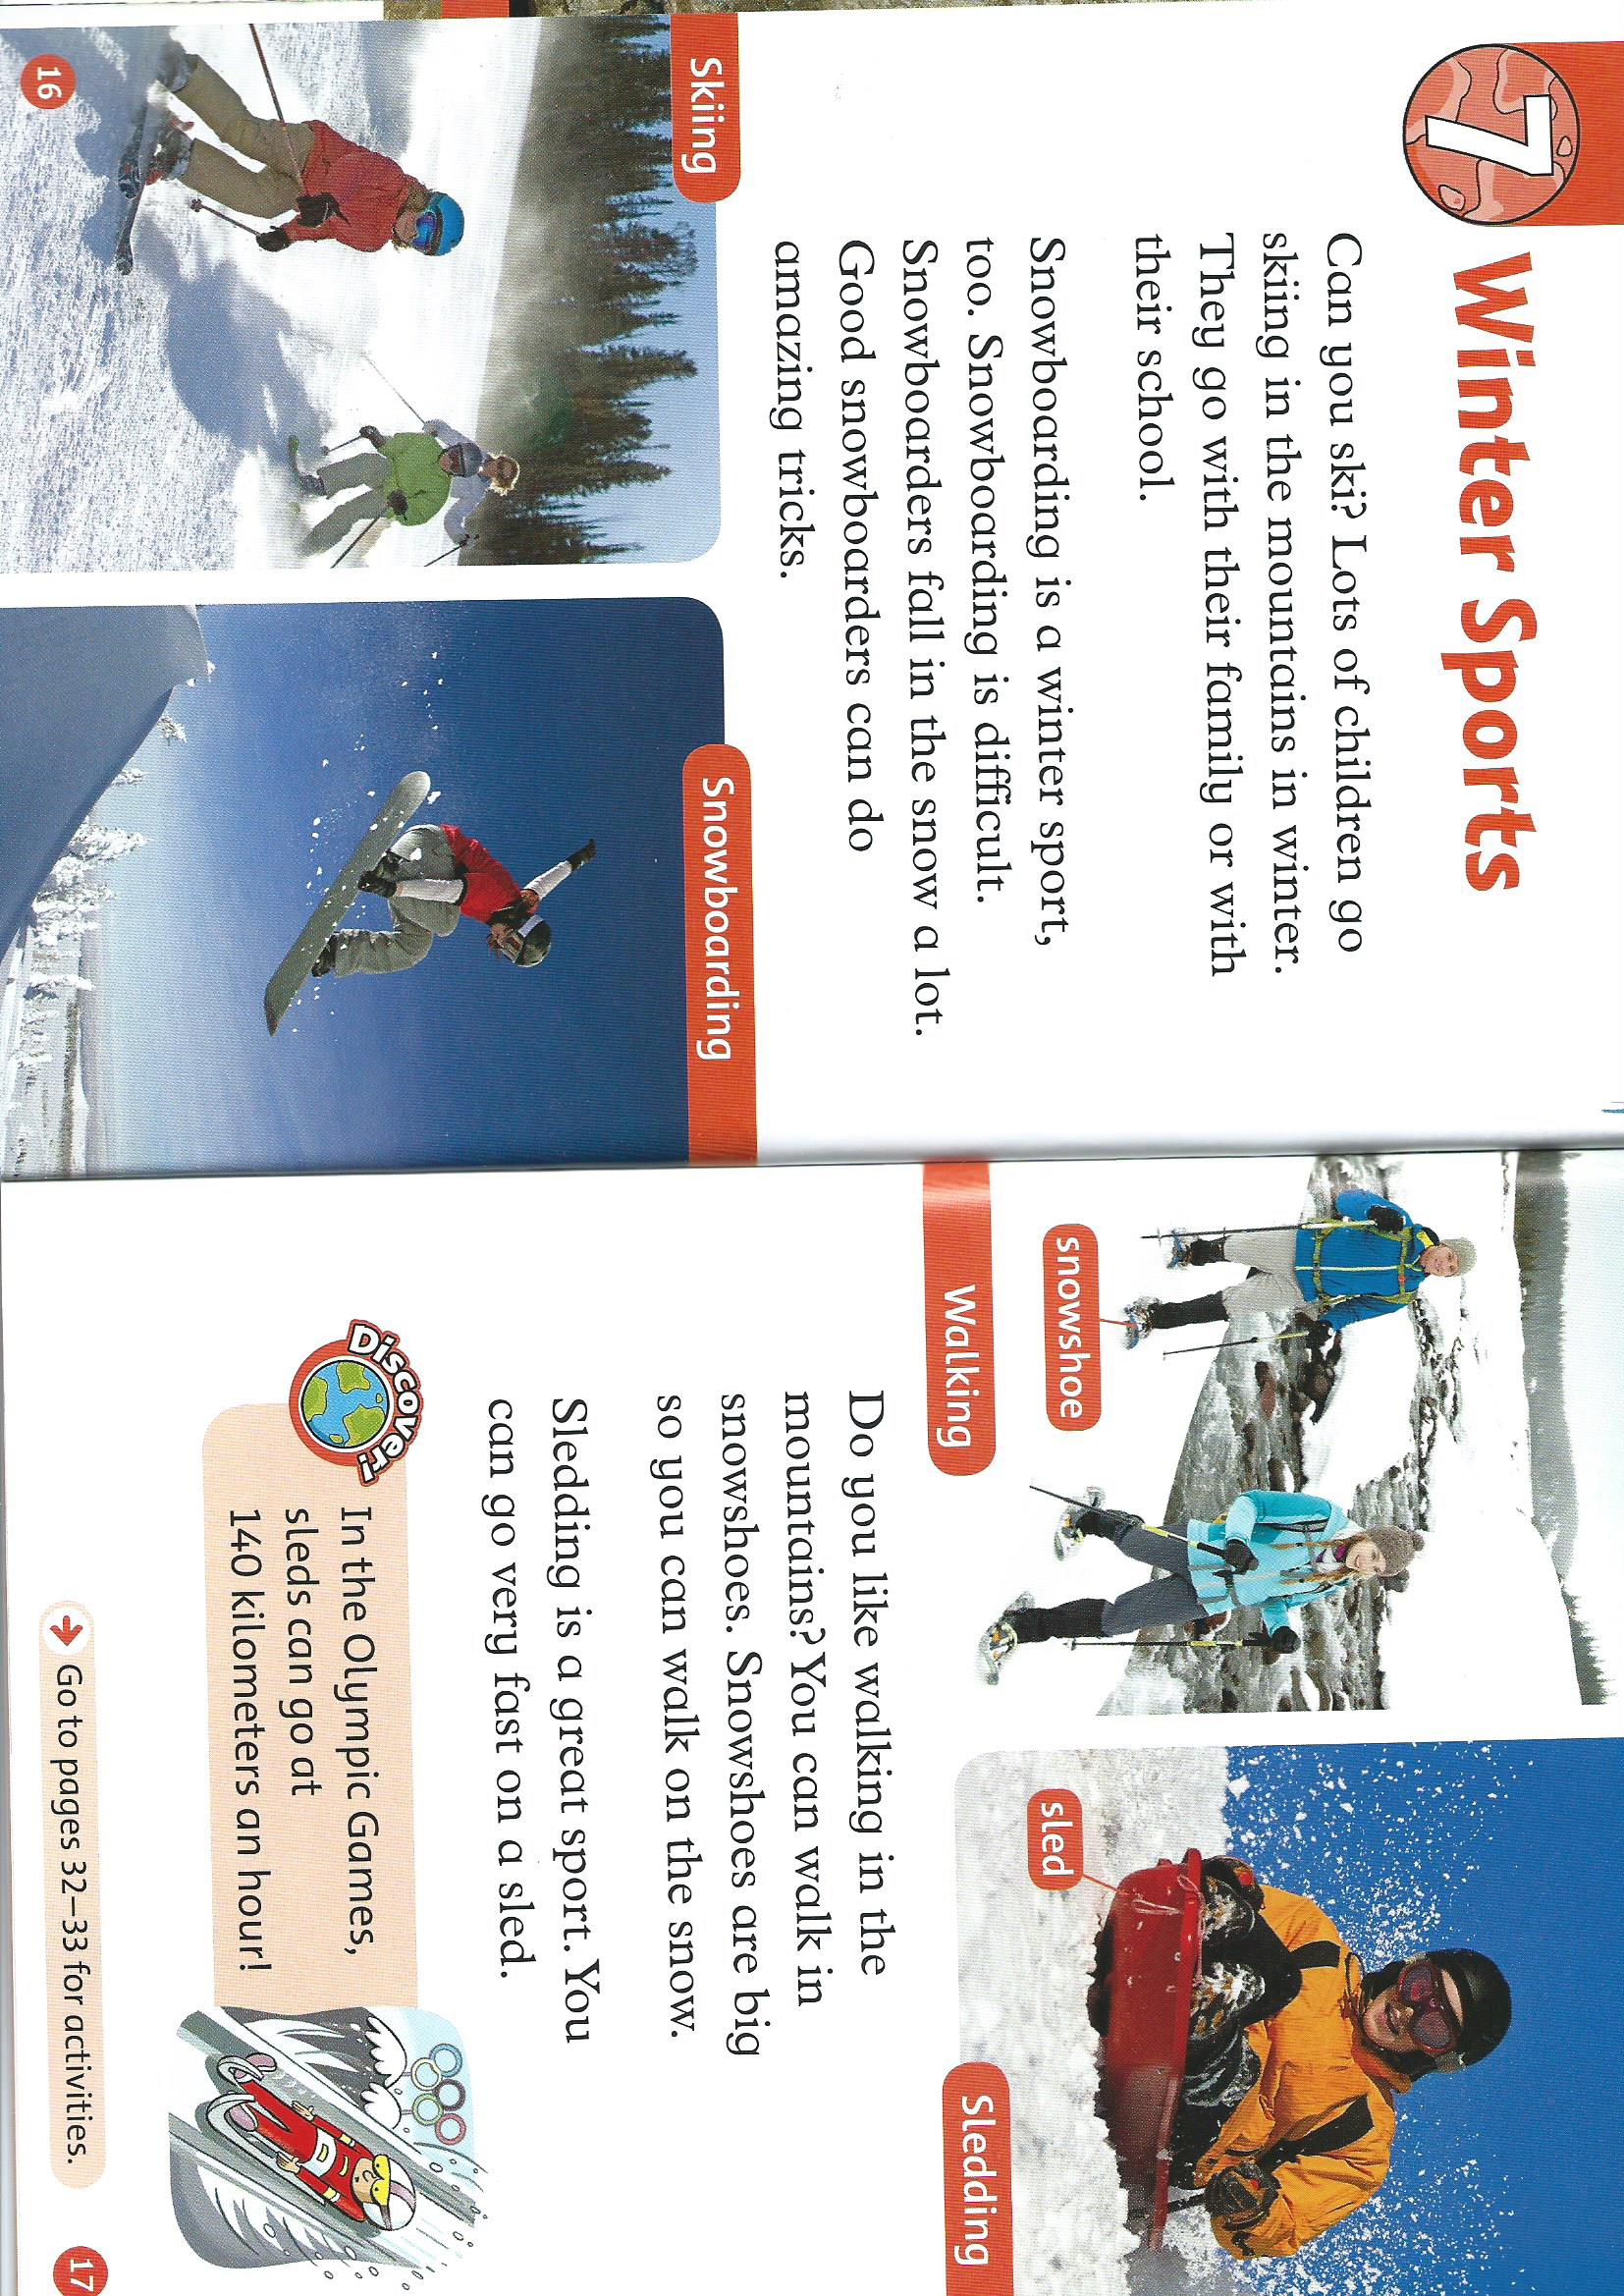 7
Winter Sports
Can you ski? Lots of children go
skiing in the mountains in winter.
They go with their family or with
their school.
Snowboarding is a winter sport,
too. Snowboarding is difficult.
Snowboarders fall in the snow a lot.
Good snowboarders can do
amazing tricks.
Skiing
Snowboarding
16
snowshoe
Walking
sled
Sledding
Do you like walking in the
mountains? You can walk in
snowshoes. Snowshoes are big
so you can walk on the snow.
Sledding is a great sport. You
can go very fast on a sled.
Discover!
In the Olympic Games,
sleds can go at
140 kilometers an hour!
Go to pages 32–33 for activities.
17